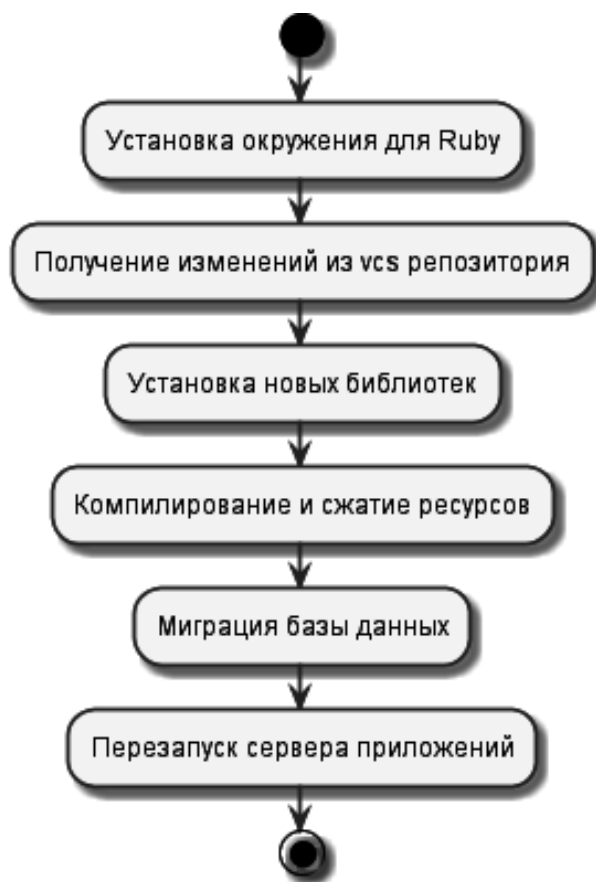 Установка окружения для Ruby
Получение изменений из vcs репозитория
Установка новых библиотек
Компилирование и сжатие ресурсов
Миграция базы данных
Перезапуск сервера приложений